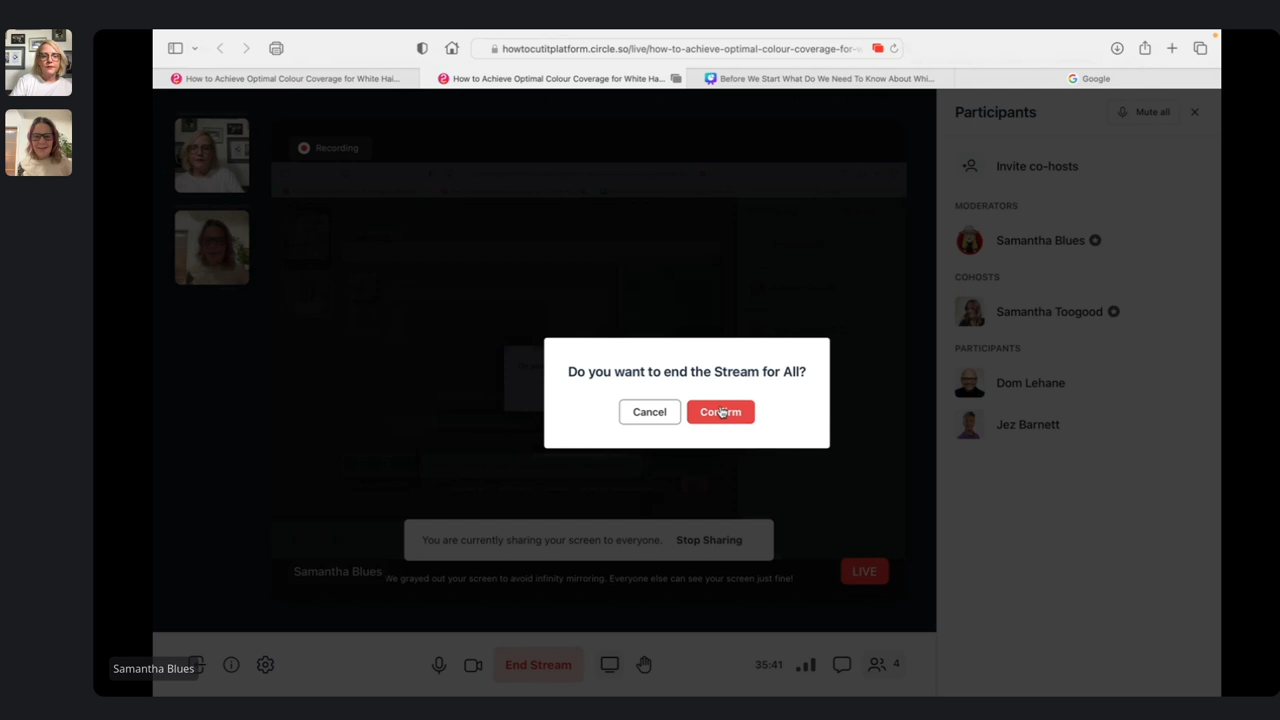 howtocutitplatform.circle.so/live/how-to-achieve-optimal-colour-coverage-for-w
How to Achieve Optimal Colour Coverage for White Hai...
How to Achieve Optimal Colour Coverage for White Ha...
Before We Start What Do We Need To Know About Whi...
Google
Recording
Participants
Mute all
Invite co-hosts
MODERATORS
Samantha Blues
COHOSTS
Samantha Toogood
PARTICIPANTS
Dom Lehane
Jez Barnett
Do you want to end the Stream for All?
Cancel
Confirm
You are currently sharing your screen to everyone. Stop Sharing
Samantha Blues
We grayed out your screen to avoid infinity mirroring. Everyone else can see your screen just fine!
LIVE
Samantha Blues
End Stream
35:41
4